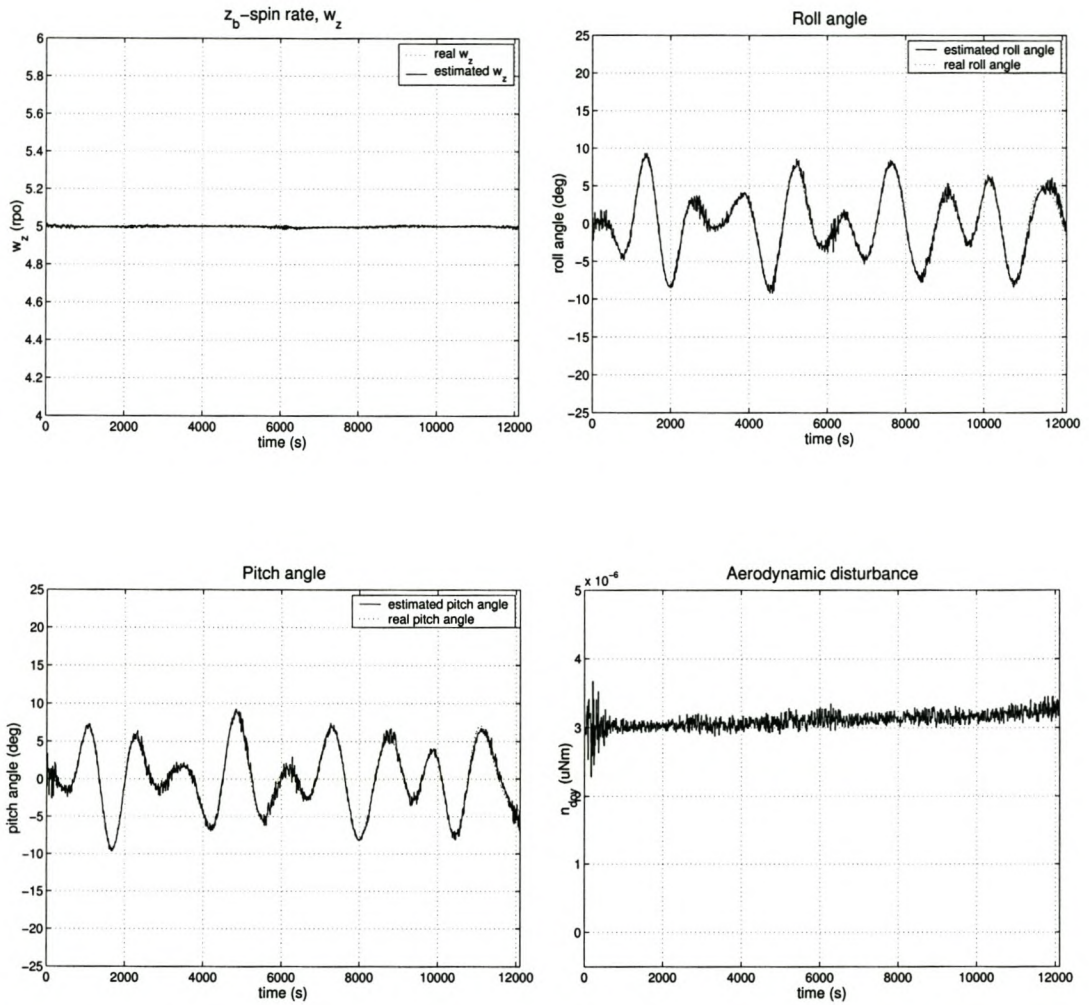 z_b-spin rate, w_z
6
5.8
5.6
5.4
5.2
5
4.8
4.6
4.4
4.2
4
w_z (rpo)
real w_z
estimated w_z
0 2000 4000 6000 8000 10000 12000
time (s)
Roll angle
25
20
15
10
5
0
−5
−10
−15
−20
−25
roll angle (deg)
estimated roll angle
real roll angle
0 2000 4000 6000 8000 10000 12000
time (s)
Pitch angle
25
20
15
10
5
0
−5
−10
−15
−20
−25
pitch angle (deg)
estimated pitch angle
real pitch angle
0 2000 4000 6000 8000 10000 12000
time (s)
Aerodynamic disturbance
x 10^−6
5
4
3
2
1
0
n_doy (uNm)
0 2000 4000 6000 8000 10000 12000
time (s)